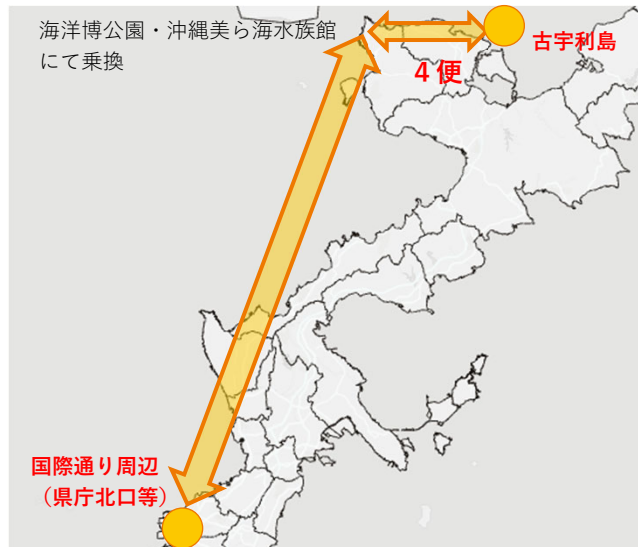 海洋博公園・沖縄美ら海水族館
にて乗換
古宇利島
４便
国際通り周辺
（県庁北口等）